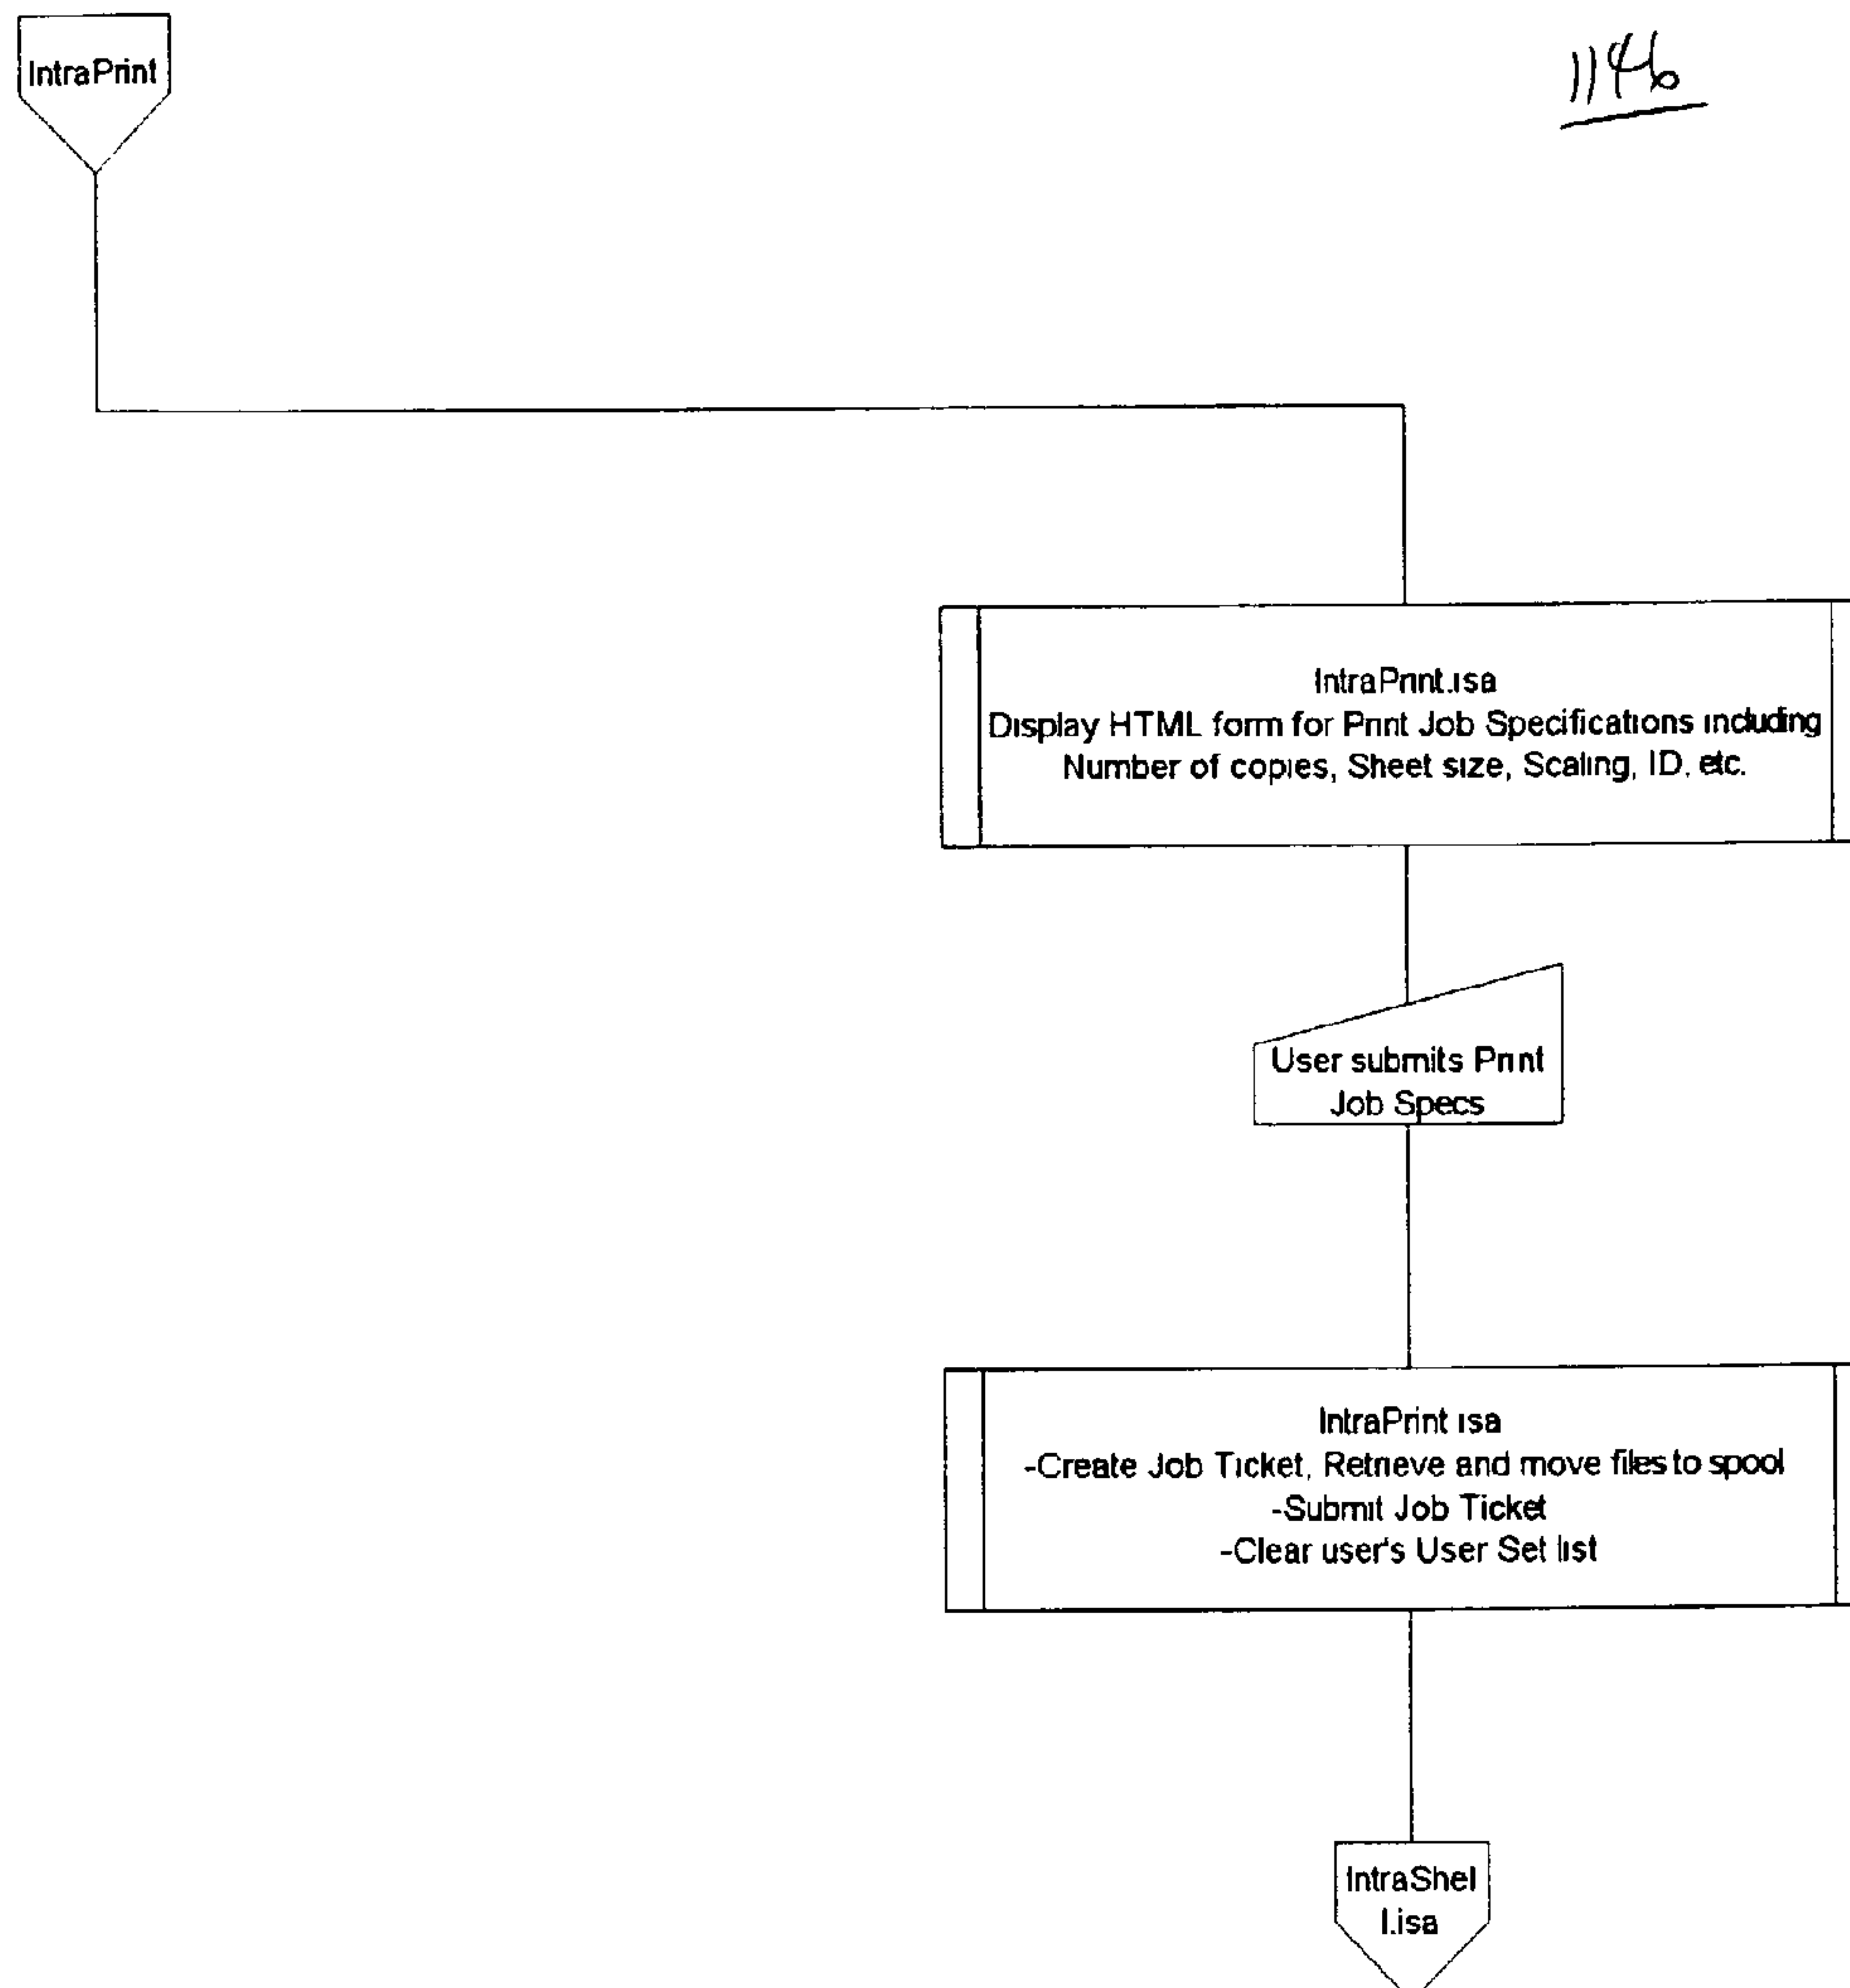 IntraPrint
1146
IntraPrint.isa
Display HTML form for Print Job Specifications including
Number of copies, Sheet size, Scaling, ID, etc.
User submits Print
Job Specs
IntraPrint isa
-Create Job Ticket, Retrieve and move files to spool
-Submit Job Ticket
-Clear user's User Set list
IntraShel
l.isa